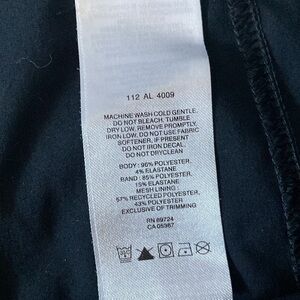 112 AL 4009
MACHINE WASH COLD GENTLE,
DO NOT BLEACH, TUMBLE
DRY LOW, REMOVE PROMPTLY,
IRON LOW, DO NOT USE FABRIC
SOFTENER, IF PRESENT
DO NOT IRON DECAL.
DO NOT DRYCLEAN
BODY : 96% POLYESTER,
4% ELASTANE
BAND : 85% POLYESTER,
15% ELASTANE
MESH LINING :
57% RECYCLED POLYESTER,
43% POLYESTER
EXCLUSIVE OF TRIMMING
RN 89724
CA 05367